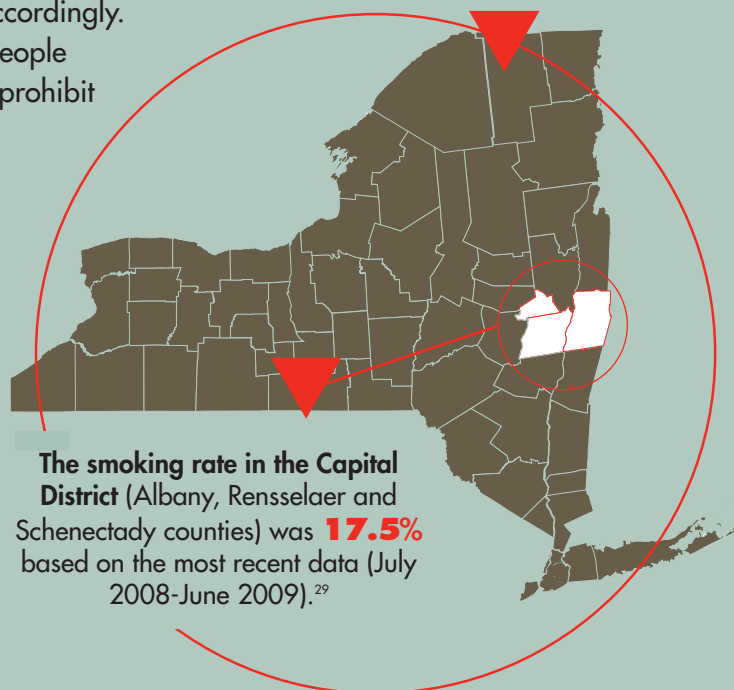 ccordingly.
eople
prohibit
The smoking rate in the Capital
District (Albany, Rensselaer and
Schenectady counties) was 17.5%
based on the most recent data (July
2008-June 2009).29